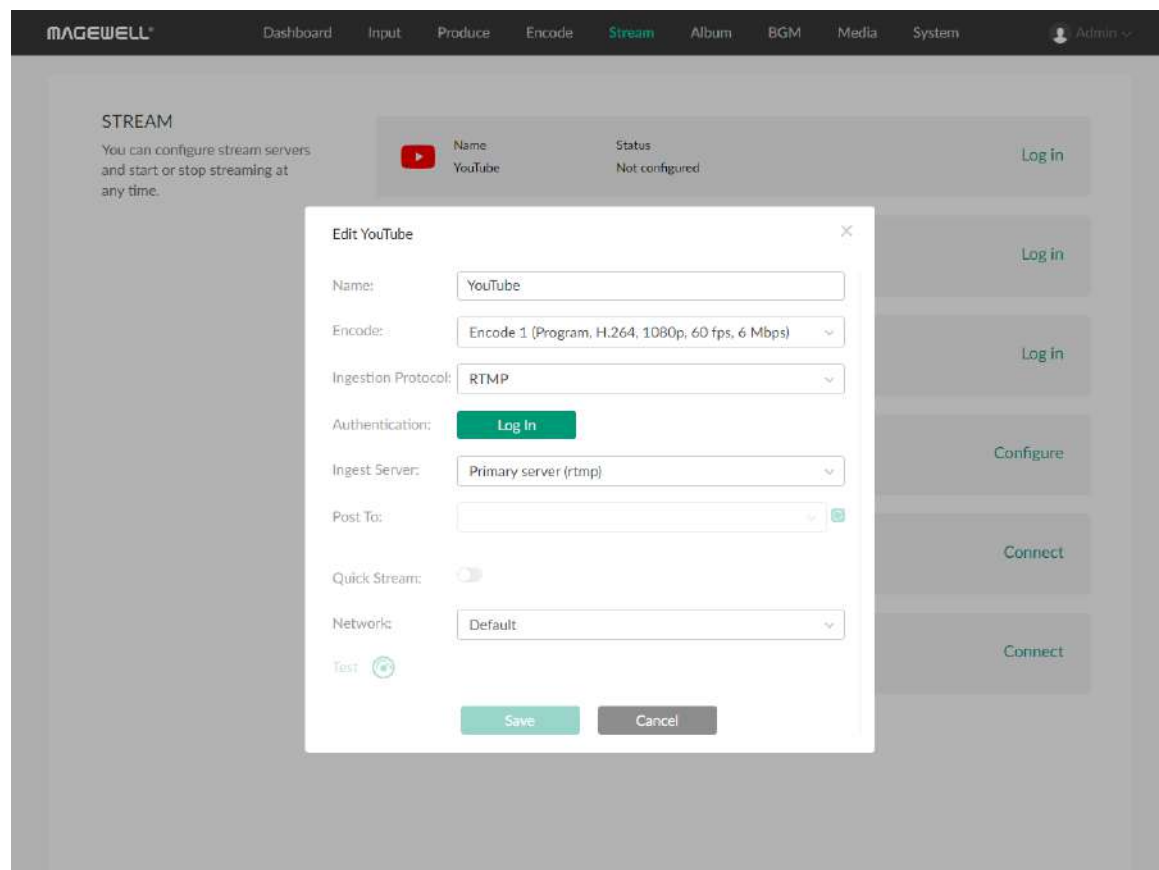 MAGEWELL®
Dashboard Input Produce Encode Stream Album BGM Media System Admin
STREAM
You can configure stream servers
and start or stop streaming at
any time.
Name
YouTube
Status
Not configured
Log in
Log in
Log in
Configure
Connect
Connect
Edit YouTube
Name: YouTube
Encode: Encode 1 (Program, H.264, 1080p, 60 fps, 6 Mbps)
Ingestion Protocol: RTMP
Authentication: Log In
Ingest Server: Primary server (rtmp)
Post To:
Quick Stream:
Network: Default
Test
Save Cancel